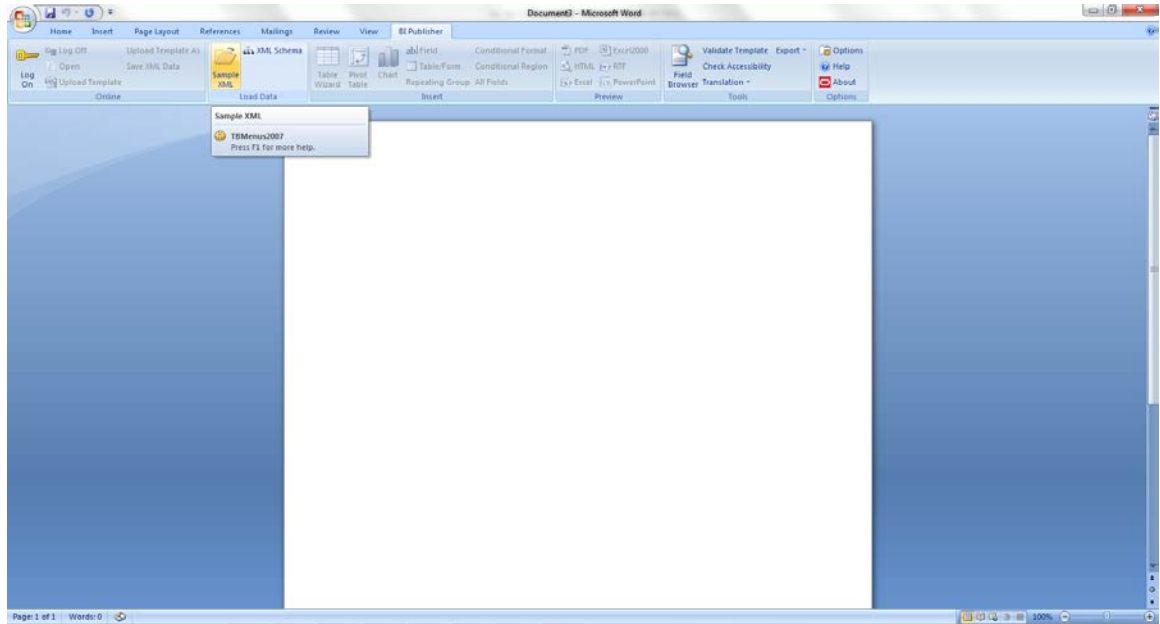 Document3 - Microsoft Word
Home Insert Page Layout References Mailings Review View BI Publisher
Log On
Log Off
Open
Upload Template
Upload Template As
Save XML Data
Online
Sample XML
XML Schema
Load Data
Table Wizard
Pivot Table
Chart
Field
Table/Form
Repeating Group
Conditional Format
Conditional Region
All Fields
Insert
PDF Excel2000
HTML RTF
Excel PowerPoint
Preview
Field Browser
Validate Template Export
Check Accessibility
Translation
Tools
Options
Help
About
Options
Sample XML
TBMenus2007
Press F1 for more help.
Page: 1 of 1 Words: 0 100%